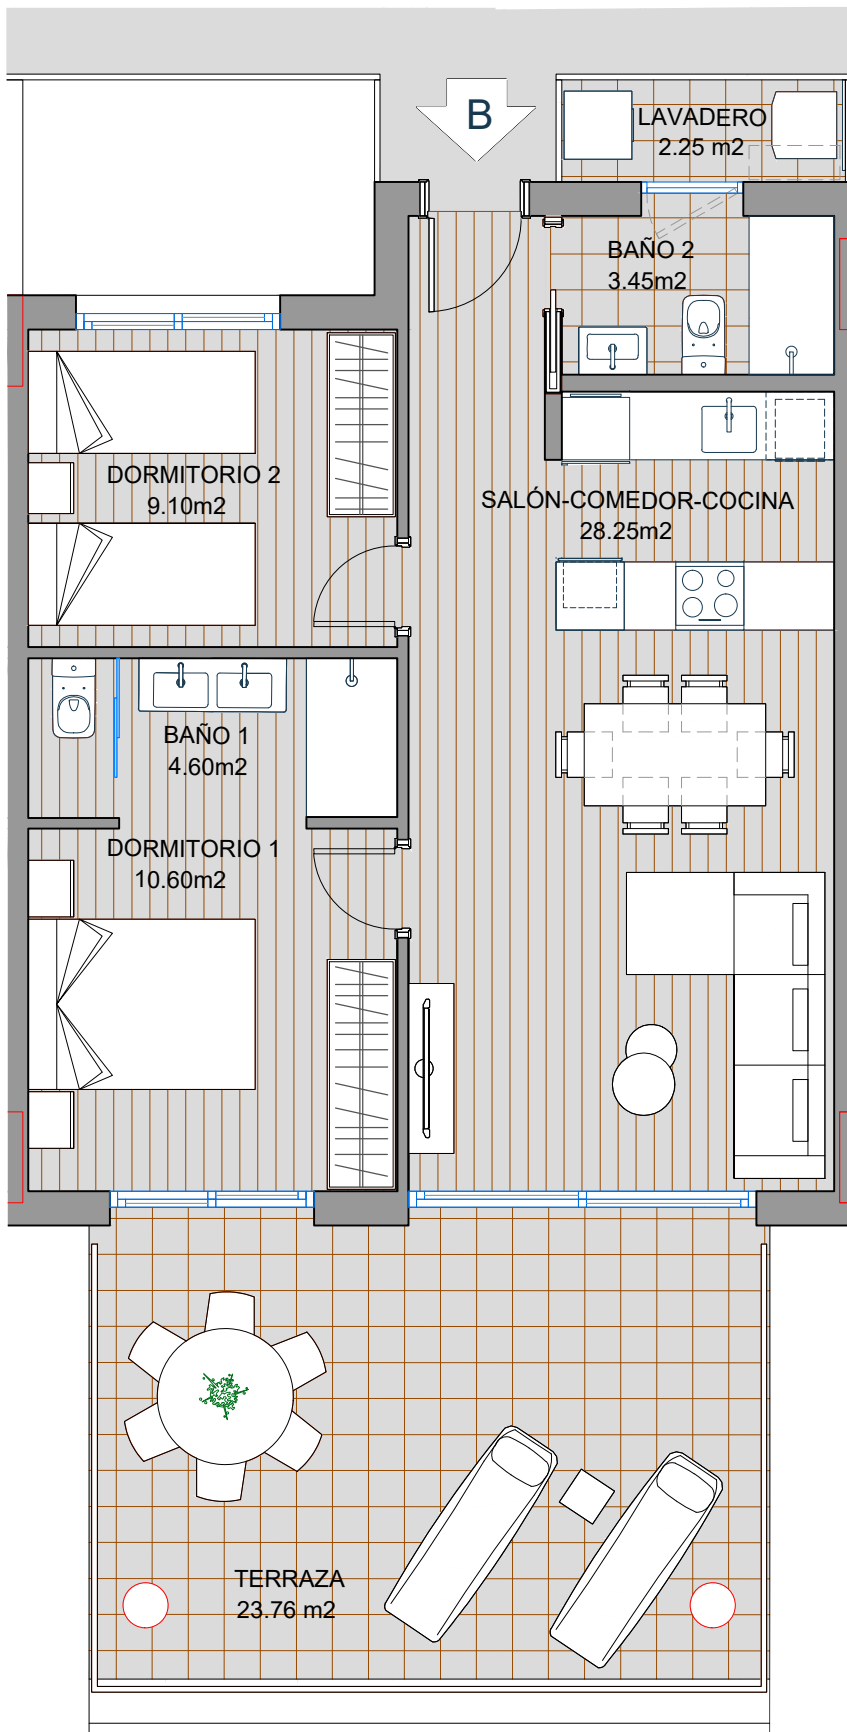 B
LAVADERO
2.25 m2
BAÑO 2
3.45m2
DORMITORIO 2
9.10m2
SALÓN-COMEDOR-COCINA
28.25m2
BAÑO 1
4.60m2
DORMITORIO 1
10.60m2
TERRAZA
23.76 m2